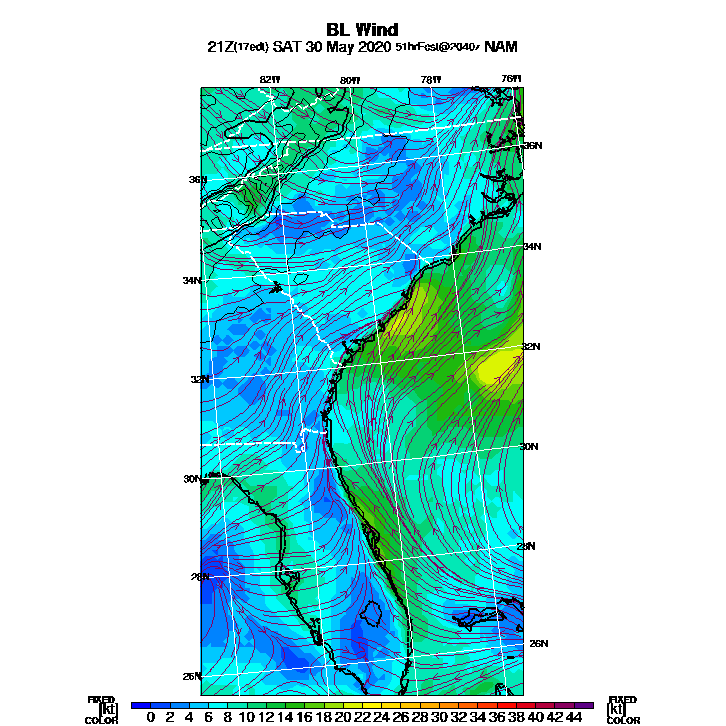 BL Wind
21Z(17edt) SAT 30 May 2020 51hrFcst@2040z NAM
82W 80W 78W 76W
36N
36N
34N
34N
32N
32N
30N
30N
28N
28N
26N
26N
FIXED FIXED
[kt] 0 2 4 6 8 10 12 14 16 18 20 22 24 26 28 30 32 34 36 38 40 42 44 [kt]
COLOR COLOR